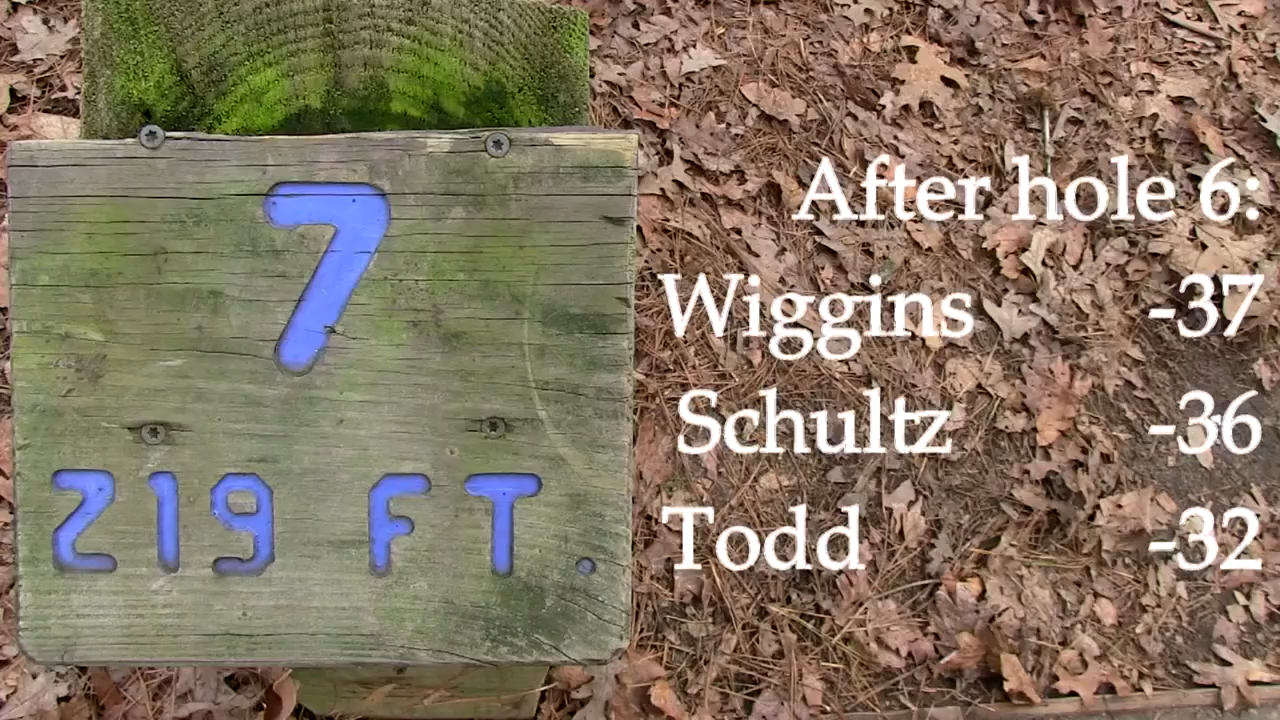 7
219 FT.
After hole 6:
Wiggins -37
Schultz -36
Todd -32